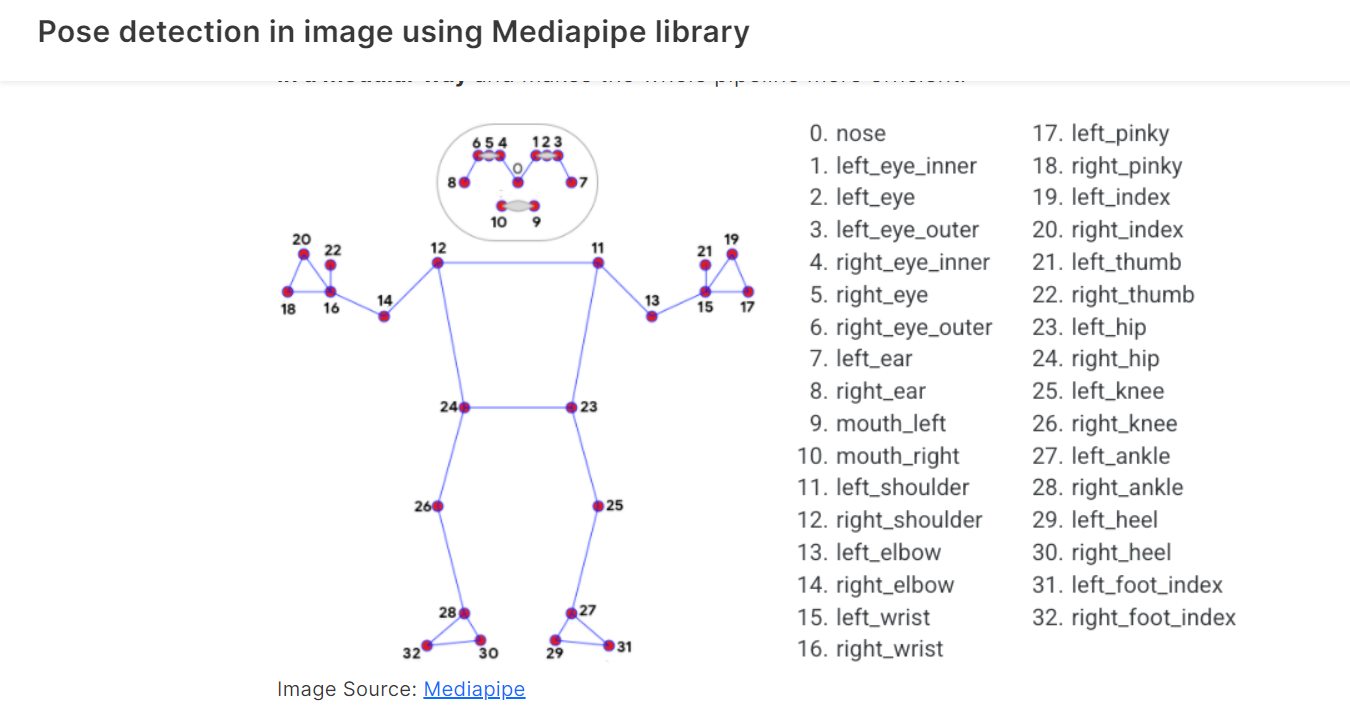 Pose detection in image using Mediapipe library
6 5 4 1 2 3
0
8 7
10 9
20 22 12 11 21 19
18 16 14 13 15 17
24 23
26 25
28 27
32 30 29 31
0. nose
1. left_eye_inner
2. left_eye
3. left_eye_outer
4. right_eye_inner
5. right_eye
6. right_eye_outer
7. left_ear
8. right_ear
9. mouth_left
10. mouth_right
11. left_shoulder
12. right_shoulder
13. left_elbow
14. right_elbow
15. left_wrist
16. right_wrist
17. left_pinky
18. right_pinky
19. left_index
20. right_index
21. left_thumb
22. right_thumb
23. left_hip
24. right_hip
25. left_knee
26. right_knee
27. left_ankle
28. right_ankle
29. left_heel
30. right_heel
31. left_foot_index
32. right_foot_index
Image Source: Mediapipe